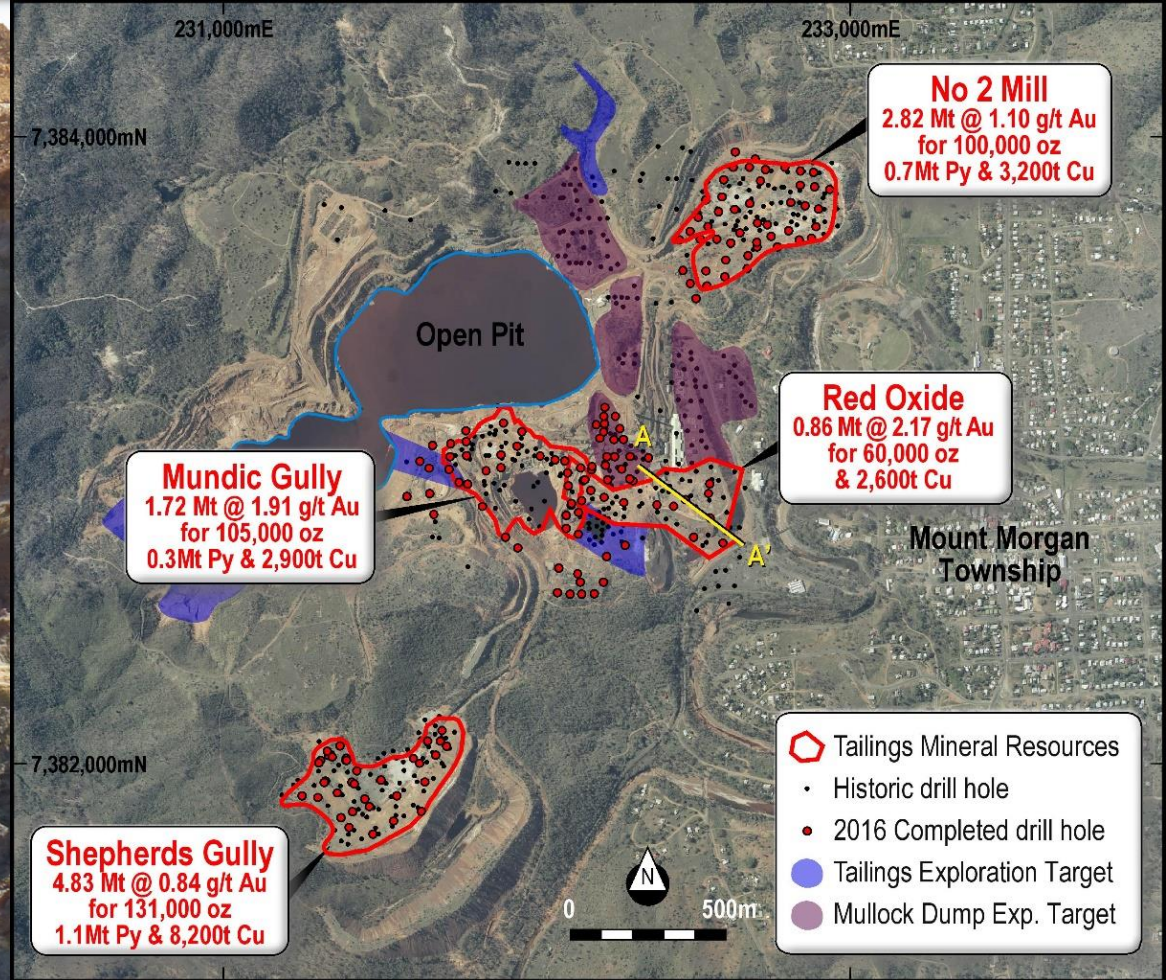 231,000mE
233,000mE
7,384,000mN
No 2 Mill
2.82 Mt @ 1.10 g/t Au
for 100,000 oz
0.7Mt Py & 3,200t Cu
Open Pit
Red Oxide
0.86 Mt @ 2.17 g/t Au
for 60,000 oz
& 2,600t Cu
Mundic Gully
1.72 Mt @ 1.91 g/t Au
for 105,000 oz
0.3Mt Py & 2,900t Cu
A
A'
Mount Morgan
Township
7,382,000mN
Shepherds Gully
4.83 Mt @ 0.84 g/t Au
for 131,000 oz
1.1Mt Py & 8,200t Cu
N
0 500m
Tailings Mineral Resources
Historic drill hole
2016 Completed drill hole
Tailings Exploration Target
Mullock Dump Exp. Target